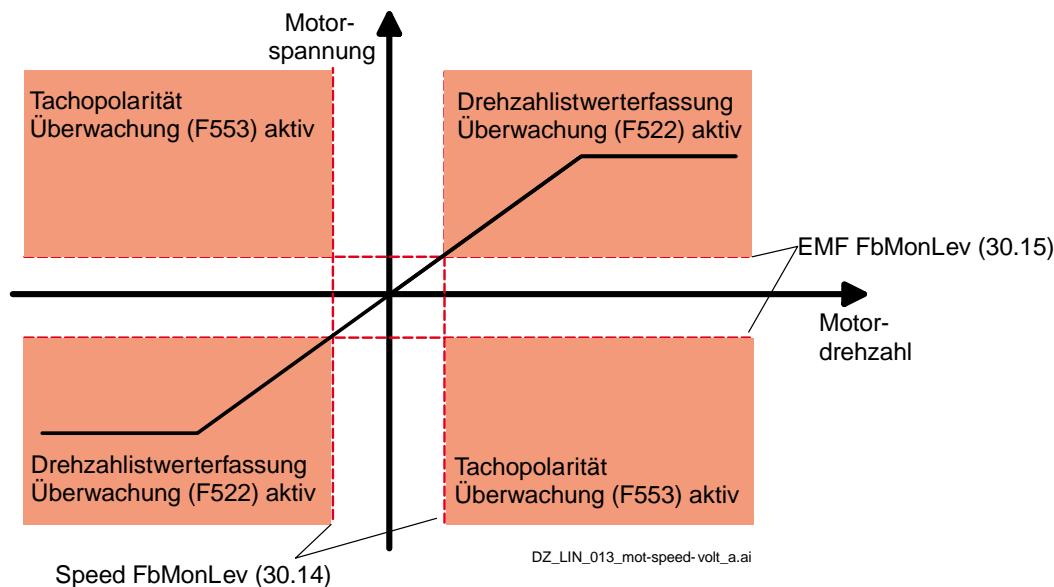 Motor-
spannung
Tachopolarität
Überwachung (F553) aktiv
Drehzahlistwerterfassung
Überwachung (F522) aktiv
EMF FbMonLev (30.15)
Motor-
drehzahl
Drehzahlistwerterfassung
Überwachung (F522) aktiv
Tachopolarität
Überwachung (F553) aktiv
DZ_LIN_013_mot-speed-volt_a.ai
Speed FbMonLev (30.14)